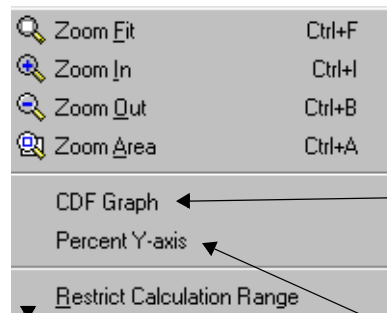 Zoom Fit Ctrl+F
Zoom In Ctrl+I
Zoom Out Ctrl+B
Zoom Area Ctrl+A
CDF Graph
Percent Y-axis
Restrict Calculation Range